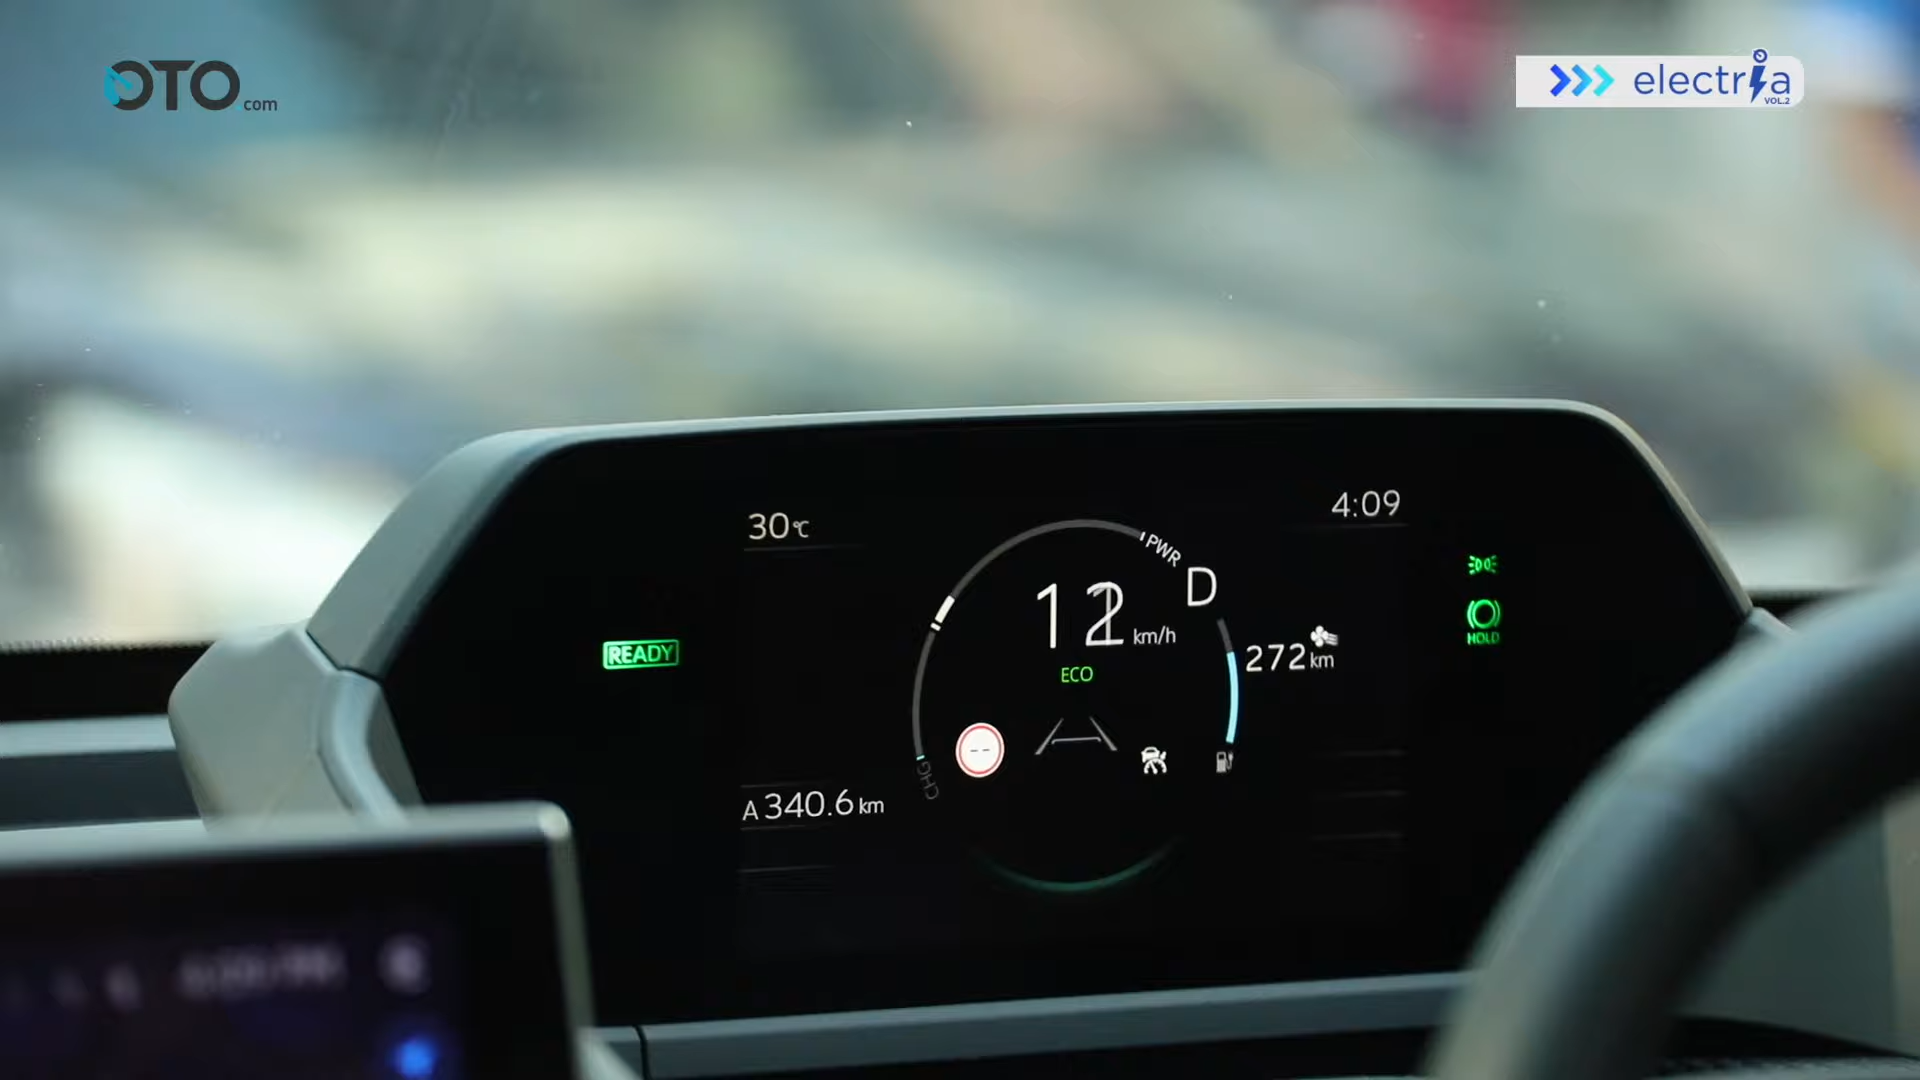 OTO.com
electria
VOL.2
30°C
4:09
PWR
D
12 km/h
HOLD
READY
272 km
ECO
--
CHG
A 340.6 km